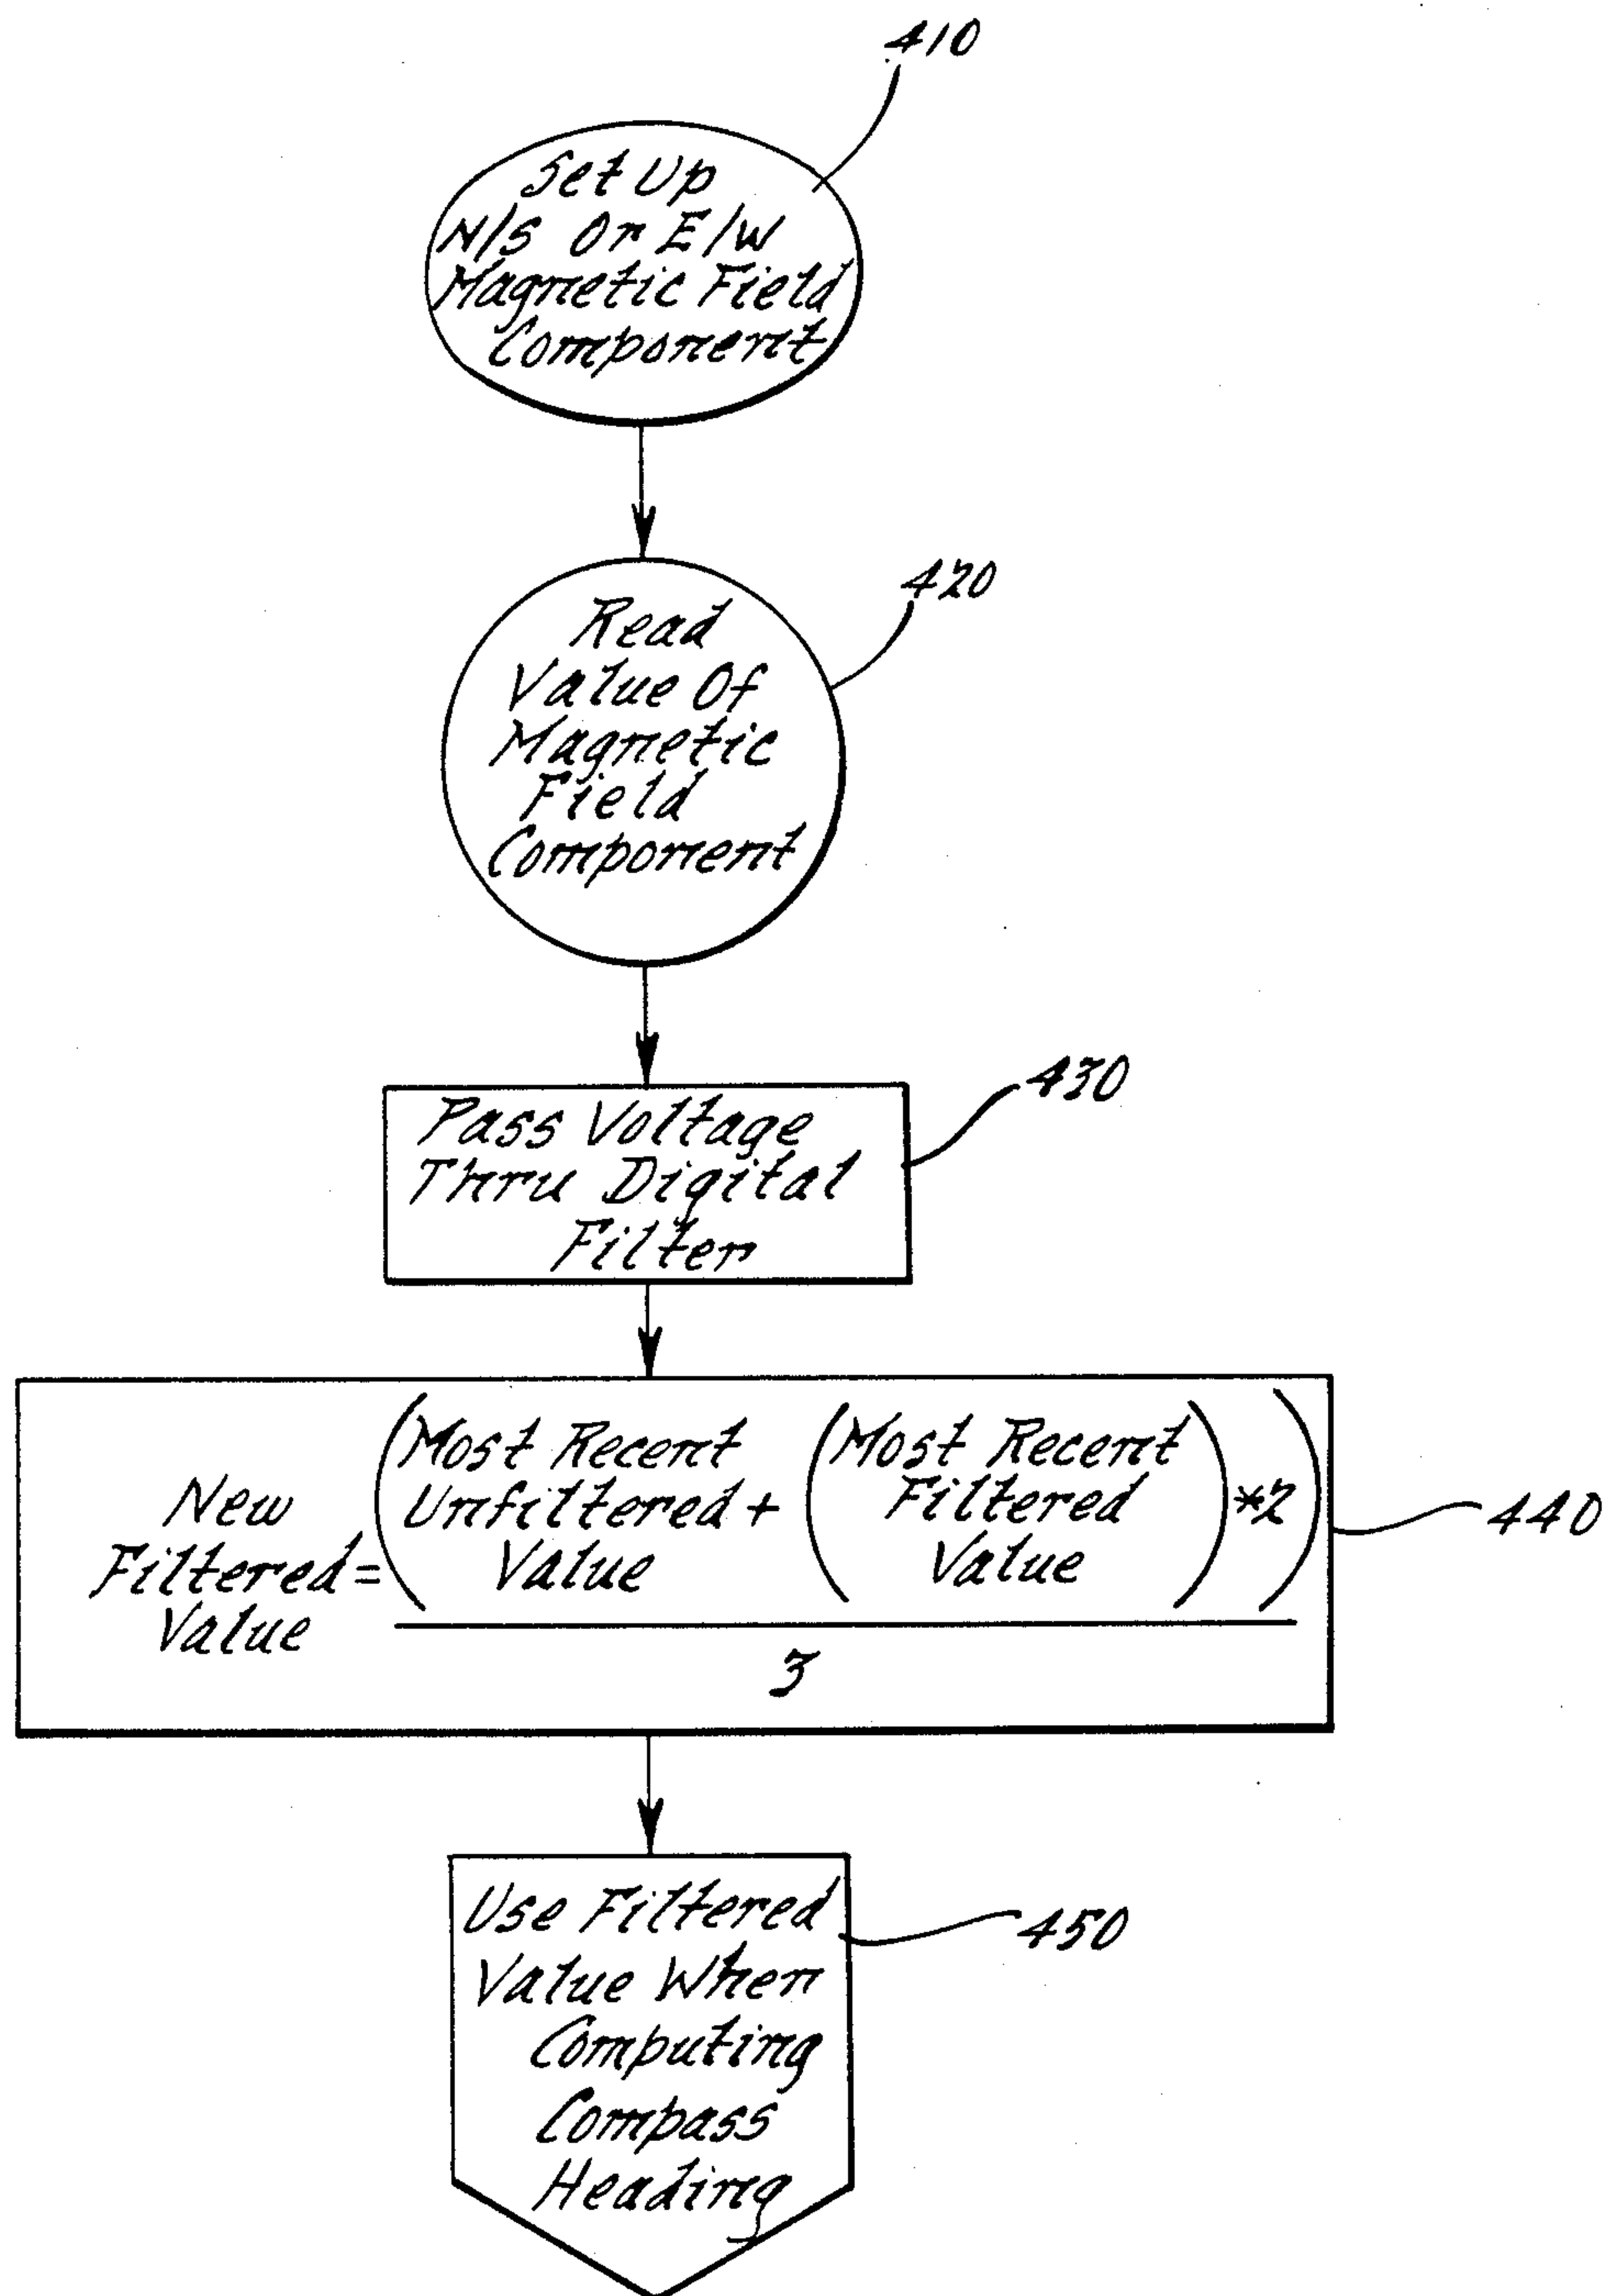 410
Set Up
N/S Or E/W
Magnetic Field
Component
420
Read
Value Of
Magnetic
Field
Component
430
Pass Voltage
Thru Digital
Filter
New
Filtered=
Value
(Most Recent
Unfiltered +
Value
(Most Recent
Filtered
Value) *2)
3
440
450
Use Filtered
Value When
Computing
Compass
Heading